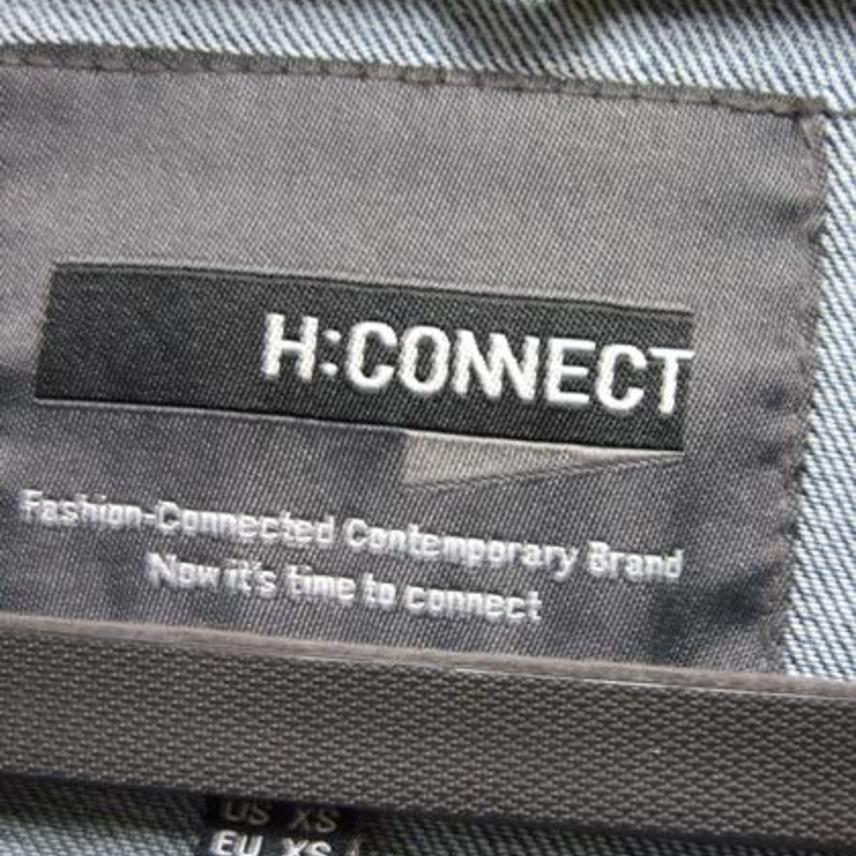 H:CONNECT
Fashion-Connected Contemporary Brand
Now it's time to connect
US XS
EU XS